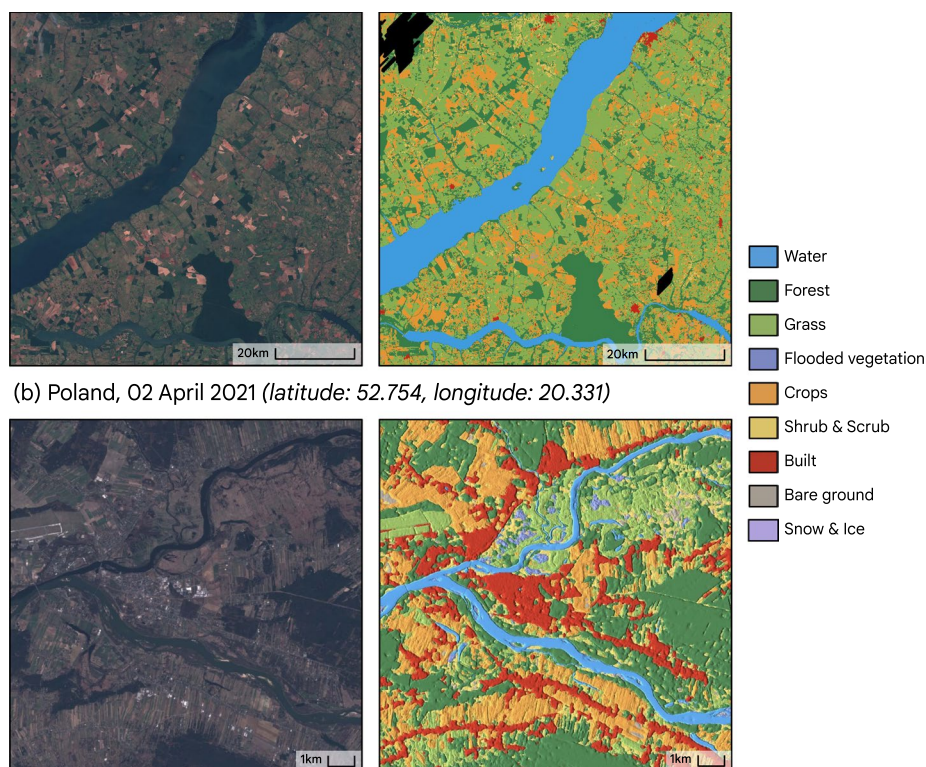 20km
20km
(b) Poland, 02 April 2021 (latitude: 52.754, longitude: 20.331)
Water
Forest
Grass
Flooded vegetation
Crops
Shrub & Scrub
Built
Bare ground
Snow & Ice
1km
1km